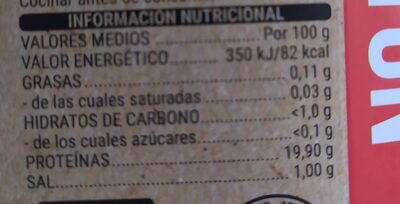 INFORMACIÓN NUTRICIONAL
VALORES MEDIOS Por 100 g
VALOR ENERGÉTICO 350 kJ/82 kcal
GRASAS 0,11 g
- de las cuales saturadas 0,03 g
HIDRATOS DE CARBONO <1,0 g
- de los cuales azúcares <0,1 g
PROTEÍNAS 19,90 g
SAL 1,00 g